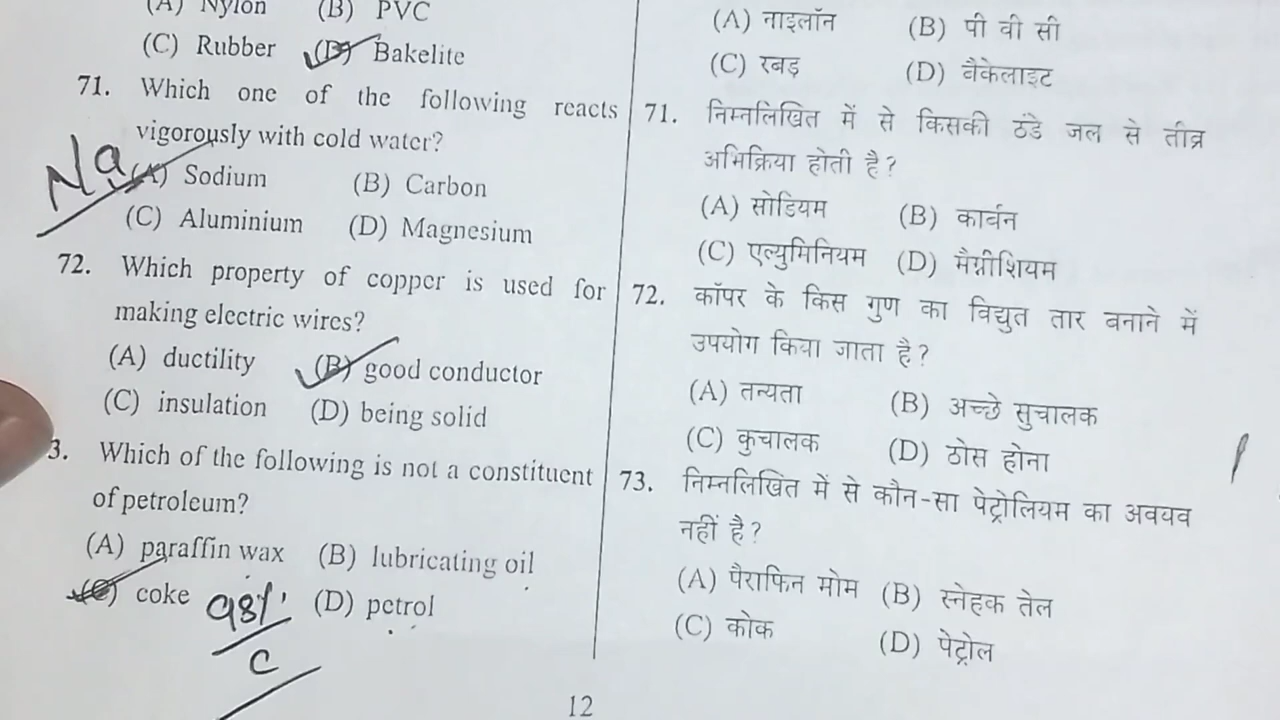 (A) Nylon (B) PVC
(C) Rubber (D) Bakelite
71. Which one of the following reacts
vigorously with cold water?
Na
(A) Sodium (B) Carbon
(C) Aluminium (D) Magnesium
72. Which property of copper is used for
making electric wires?
(A) ductility (B) good conductor
(C) insulation (D) being solid
3. Which of the following is not a constituent
of petroleum?
(A) paraffin wax (B) lubricating oil
(C) coke (D) petrol
98%
C
(A) नाइलॉन (B) पी वी सी
(C) रबड़ (D) बैकेलाइट
71. निम्नलिखित में से किसकी ठंडे जल से तीव्र
अभिक्रिया होती है?
(A) सोडियम (B) कार्बन
(C) एल्युमिनियम (D) मैग्नीशियम
72. कॉपर के किस गुण का विद्युत तार बनाने में
उपयोग किया जाता है?
(A) तन्यता (B) अच्छे सुचालक
(C) कुचालक (D) ठोस होना
73. निम्नलिखित में से कौन-सा पेट्रोलियम का अवयव
नहीं है?
(A) पैराफिन मोम (B) स्नेहक तेल
(C) कोक (D) पेट्रोल
12